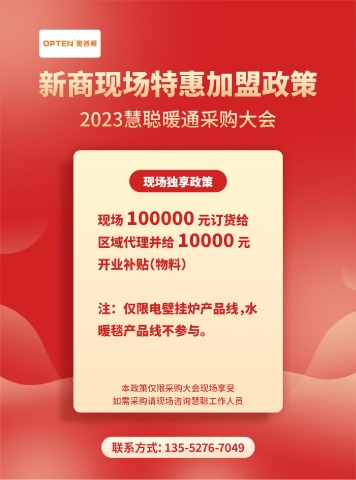 OPTEN 欧普顿
新商现场特惠加盟政策
2023慧聪暖通采购大会
现场独享政策
现场 100000 元订货给
区域代理并给 10000 元
开业补贴(物料)
注：仅限电壁挂炉产品线,水
暖毯产品线不参与。
本政策仅限采购大会现场享受
如需采购请现场咨询慧聪工作人员
联系方式：135-5276-7049